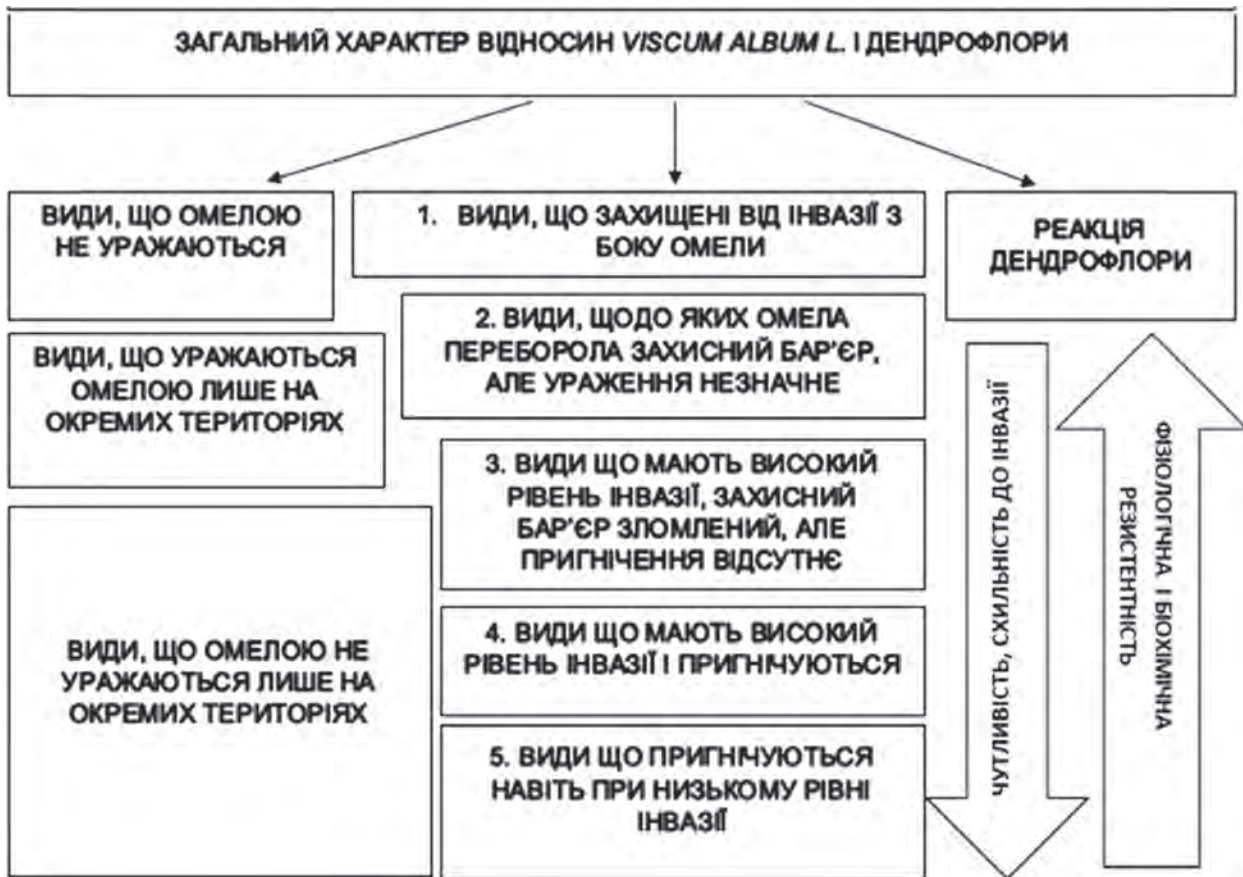 ЗАГАЛЬНИЙ ХАРАКТЕР ВІДНОСИН VISCUM ALBUM L. І ДЕНДРОФЛОРИ
ВИДИ, ЩО ОМЕЛОЮ
НЕ УРАЖАЮТЬСЯ
ВИДИ, ЩО УРАЖАЮТЬСЯ
ОМЕЛОЮ ЛИШЕ НА
ОКРЕМИХ ТЕРИТОРІЯХ
ВИДИ, ЩО ОМЕЛОЮ НЕ
УРАЖАЮТЬСЯ ЛИШЕ НА
ОКРЕМИХ ТЕРИТОРІЯХ
1. ВИДИ, ЩО ЗАХИЩЕНІ ВІД ІНВАЗІЇ З
БОКУ ОМЕЛИ
2. ВИДИ, ЩОДО ЯКИХ ОМЕЛА
ПЕРЕБОРОЛА ЗАХИСНИЙ БАР'ЄР,
АЛЕ УРАЖЕННЯ НЕЗНАЧНЕ
3. ВИДИ ЩО МАЮТЬ ВИСОКИЙ
РІВЕНЬ ІНВАЗІЇ, ЗАХИСНИЙ
БАР'ЄР ЗЛОМЛЕНИЙ, АЛЕ
ПРИГНІЧЕННЯ ВІДСУТНЄ
4. ВИДИ ЩО МАЮТЬ ВИСОКИЙ
РІВЕНЬ ІНВАЗІЇ І ПРИГНІЧУЮТЬСЯ
5. ВИДИ ЩО ПРИГНІЧУЮТЬСЯ
НАВІТЬ ПРИ НИЗЬКОМУ РІВНІ
ІНВАЗІЇ
РЕАКЦІЯ
ДЕНДРОФЛОРИ
ЧУТЛИВІСТЬ, СХИЛЬНІСТЬ ДО ІНВАЗІЇ
ФІЗІОЛОГІЧНА І БІОХІМІЧНА
РЕЗИСТЕНТНІСТЬ